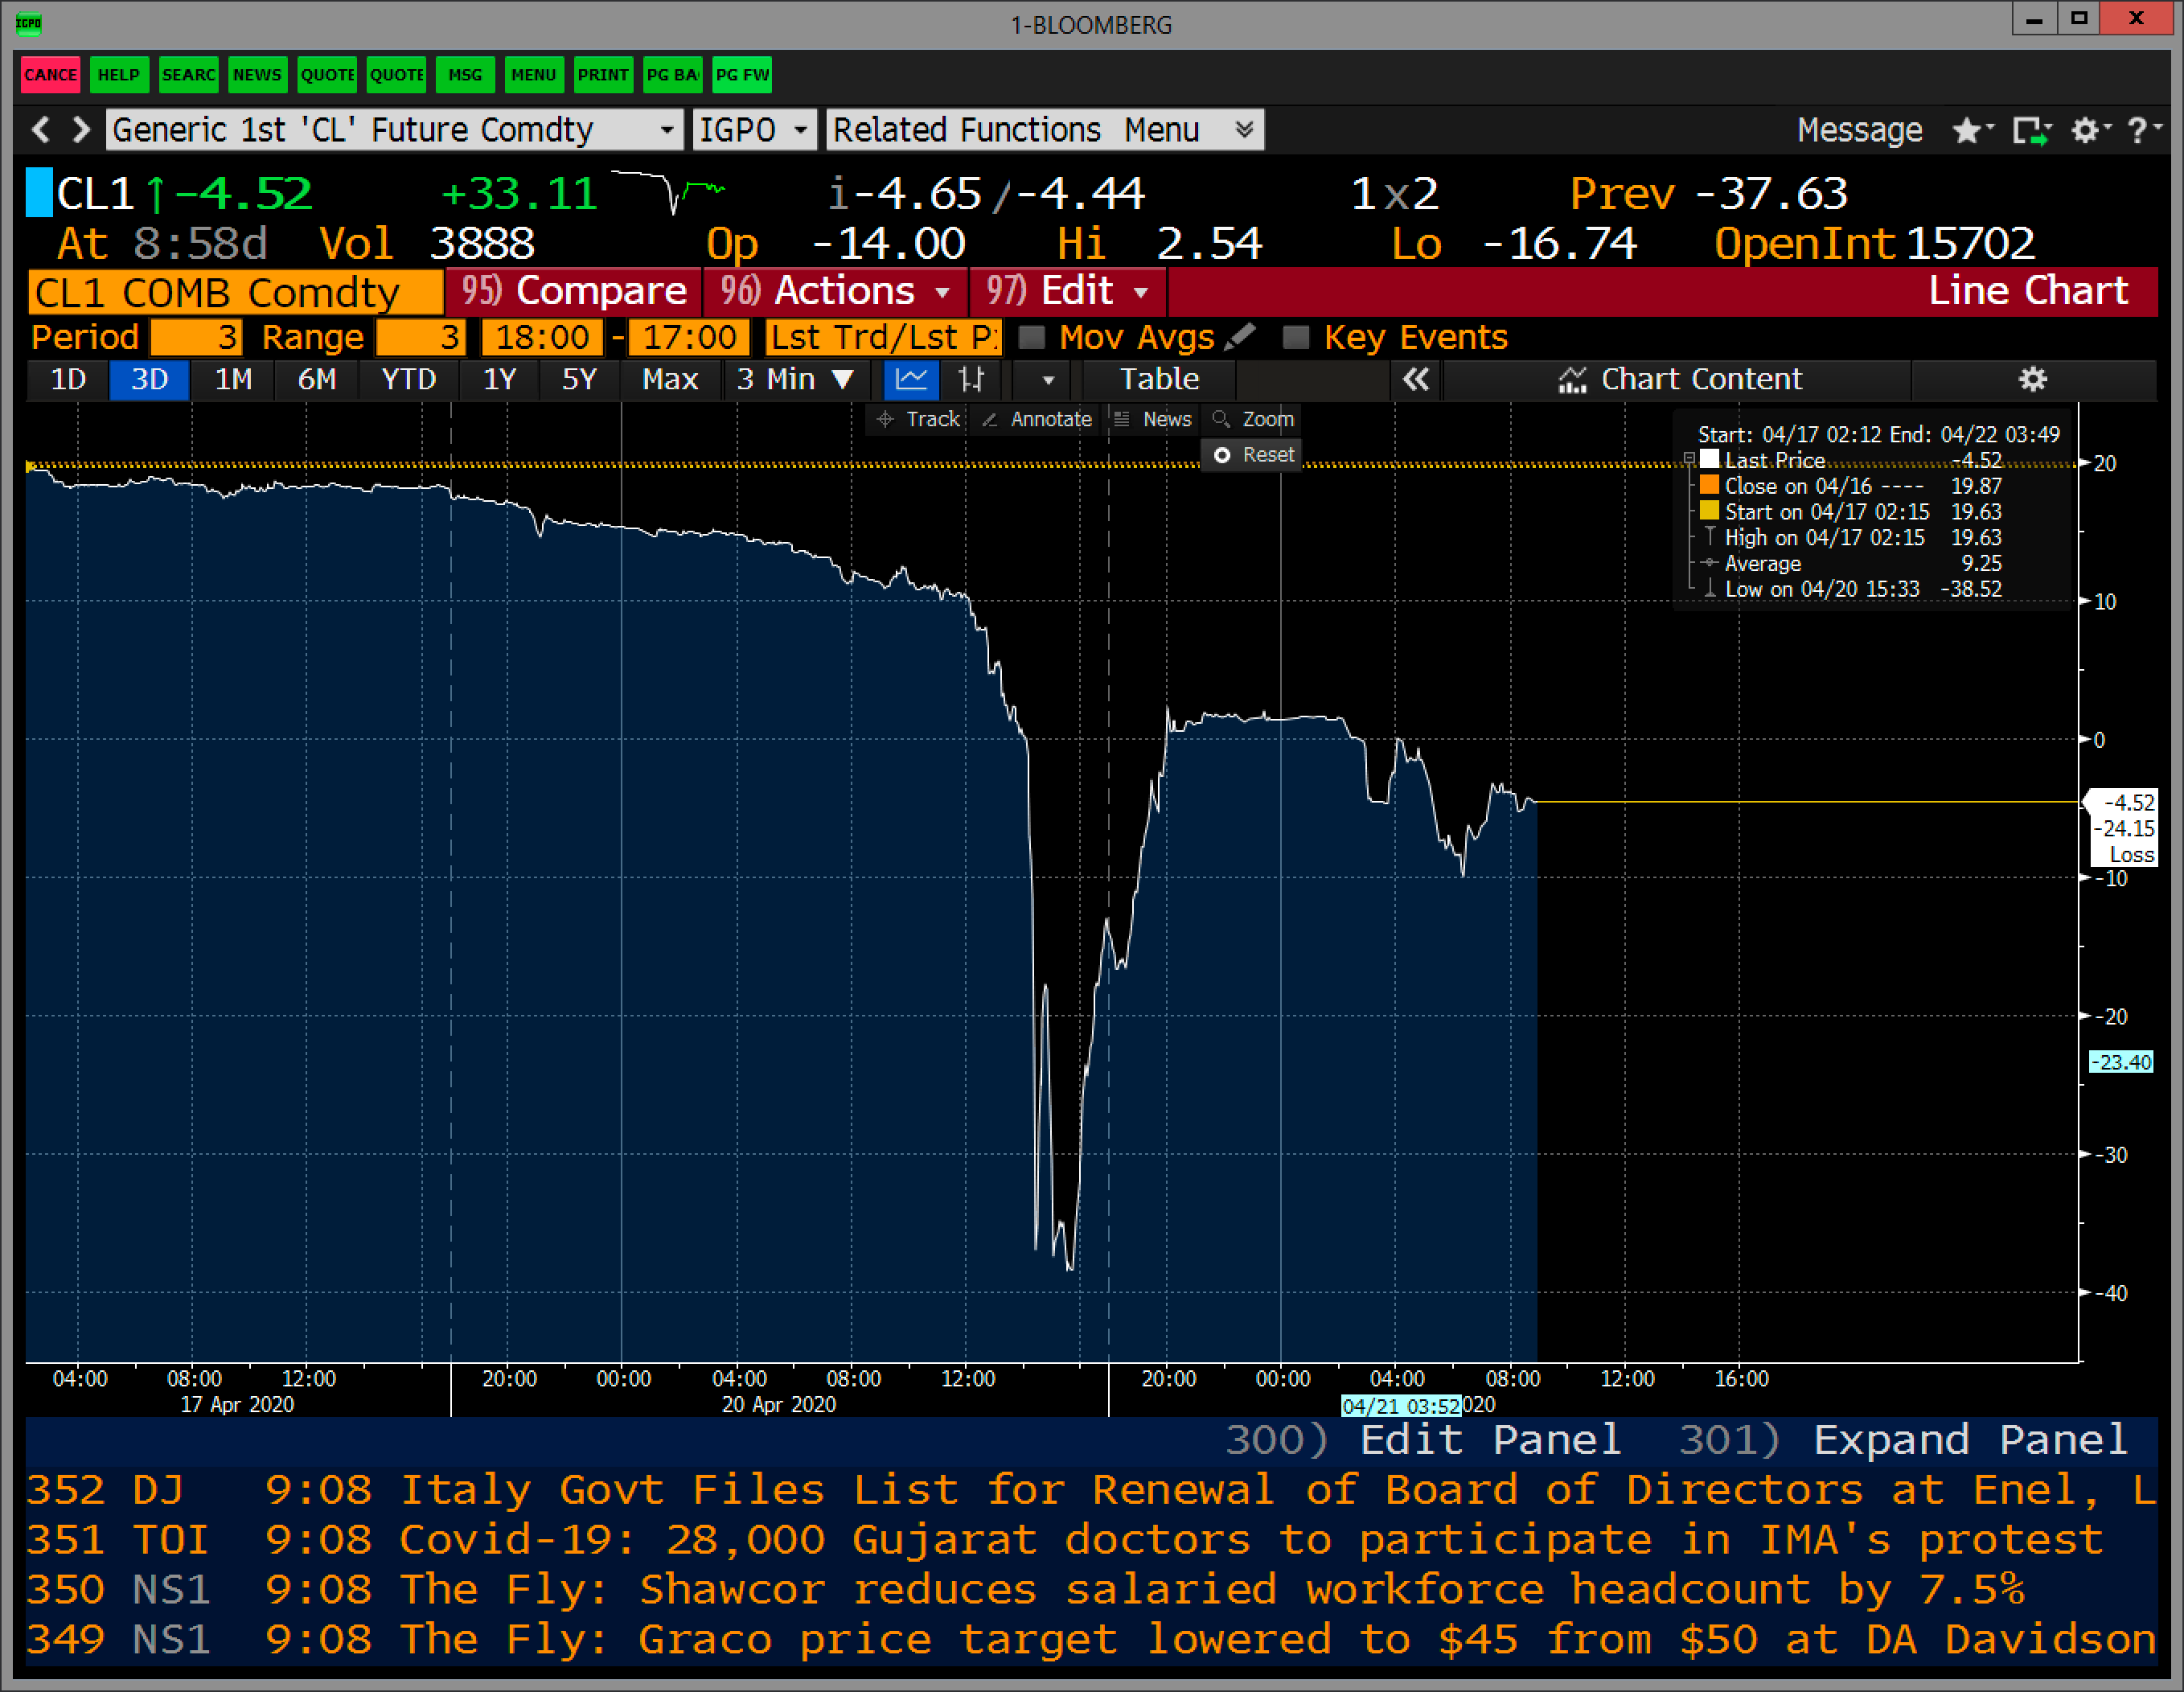 IGPO 1-BLOOMBERG
CANCE HELP SEARC NEWS QUOTE QUOTE MSG MENU PRINT PG BA PG FW
Generic 1st 'CL' Future Comdty IGPO Related Functions Menu Message ?
CL1 ↑ -4.52 +33.11 i -4.65 / -4.44 1 x 2 Prev -37.63
At 8:58d Vol 3888 Op -14.00 Hi 2.54 Lo -16.74 OpenInt 15702
CL1 COMB Comdty 95) Compare 96) Actions 97) Edit Line Chart
Period 3 Range 3 18:00 - 17:00 Lst Trd/Lst P Mov Avgs Key Events
1D 3D 1M 6M YTD 1Y 5Y Max 3 Min ▼ Table « Chart Content
Track Annotate News Zoom
Reset
Start: 04/17 02:12 End: 04/22 03:49
Last Price -4.52
Close on 04/16 ---- 19.87
Start on 04/17 02:15 19.63
High on 04/17 02:15 19.63
Average 9.25
Low on 04/20 15:33 -38.52
20
10
0
-4.52
-24.15
Loss
-10
-20
-23.40
-30
-40
04:00 08:00 12:00 20:00 00:00 04:00 08:00 12:00 20:00 00:00 04:00 08:00 12:00 16:00
17 Apr 2020 20 Apr 2020 04/21 03:52 020
300) Edit Panel 301) Expand Panel
352 DJ 9:08 Italy Govt Files List for Renewal of Board of Directors at Enel, L
351 TOI 9:08 Covid-19: 28,000 Gujarat doctors to participate in IMA's protest
350 NS1 9:08 The Fly: Shawcor reduces salaried workforce headcount by 7.5%
349 NS1 9:08 The Fly: Graco price target lowered to $45 from $50 at DA Davidson